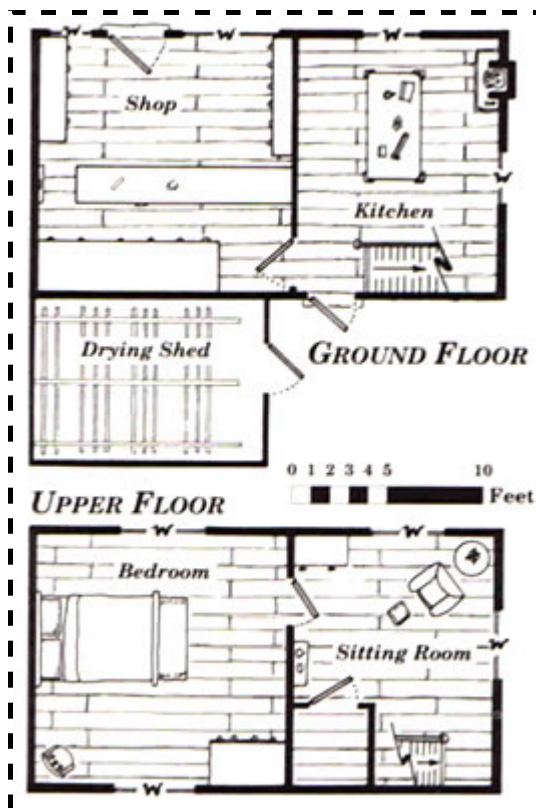 W
W
W
Shop
Kitchen
W
Drying Shed
GROUND FLOOR
0 1 2 3 4 5 10
Feet
UPPER FLOOR
W
W
Bedroom
Sitting Room
W
W